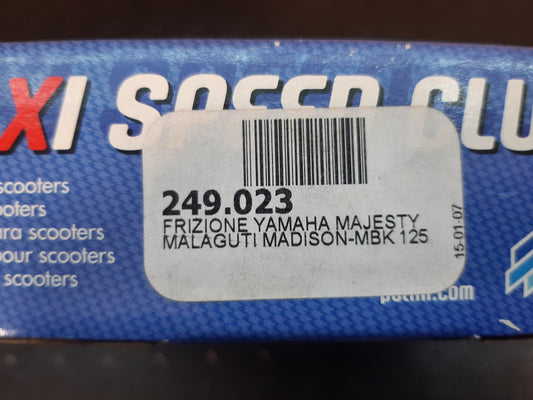 XI SPEED CLU
scooters
ooters
ura scooters
pour scooters
scooters
249.023
FRIZIONE YAMAHA MAJESTY
MALAGUTI MADISON-MBK 125
15-01-07
polini.com